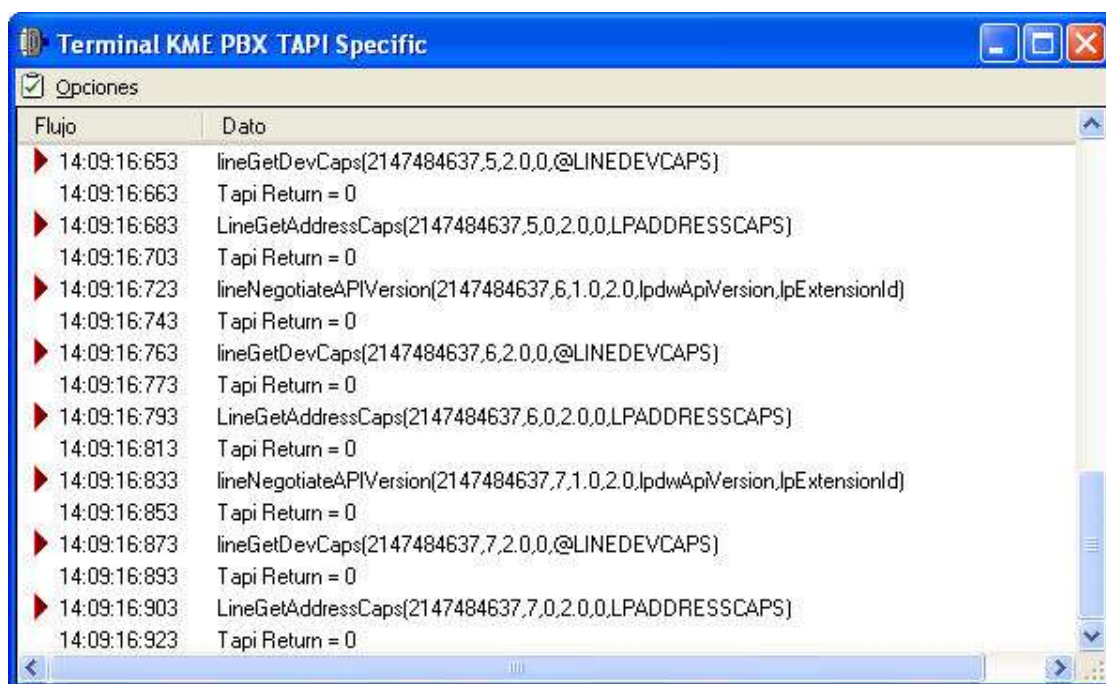 Terminal KME PBX TAPI Specific
Opciones
Flujo Dato
14:09:16:653 lineGetDevCaps(2147484637,5,2.0,0,@LINEDEVCAPS)
14:09:16:663 Tapi Return = 0
14:09:16:683 LineGetAddressCaps(2147484637,5,0,2.0,0,LPADDRESSCAPS)
14:09:16:703 Tapi Return = 0
14:09:16:723 lineNegotiateAPIVersion(2147484637,6,1.0,2.0,lpdwApiVersion,lpExtensionId)
14:09:16:743 Tapi Return = 0
14:09:16:763 lineGetDevCaps(2147484637,6,2.0,0,@LINEDEVCAPS)
14:09:16:773 Tapi Return = 0
14:09:16:793 LineGetAddressCaps(2147484637,6,0,2.0,0,LPADDRESSCAPS)
14:09:16:813 Tapi Return = 0
14:09:16:833 lineNegotiateAPIVersion(2147484637,7,1.0,2.0,lpdwApiVersion,lpExtensionId)
14:09:16:853 Tapi Return = 0
14:09:16:873 lineGetDevCaps(2147484637,7,2.0,0,@LINEDEVCAPS)
14:09:16:893 Tapi Return = 0
14:09:16:903 LineGetAddressCaps(2147484637,7,0,2.0,0,LPADDRESSCAPS)
14:09:16:923 Tapi Return = 0